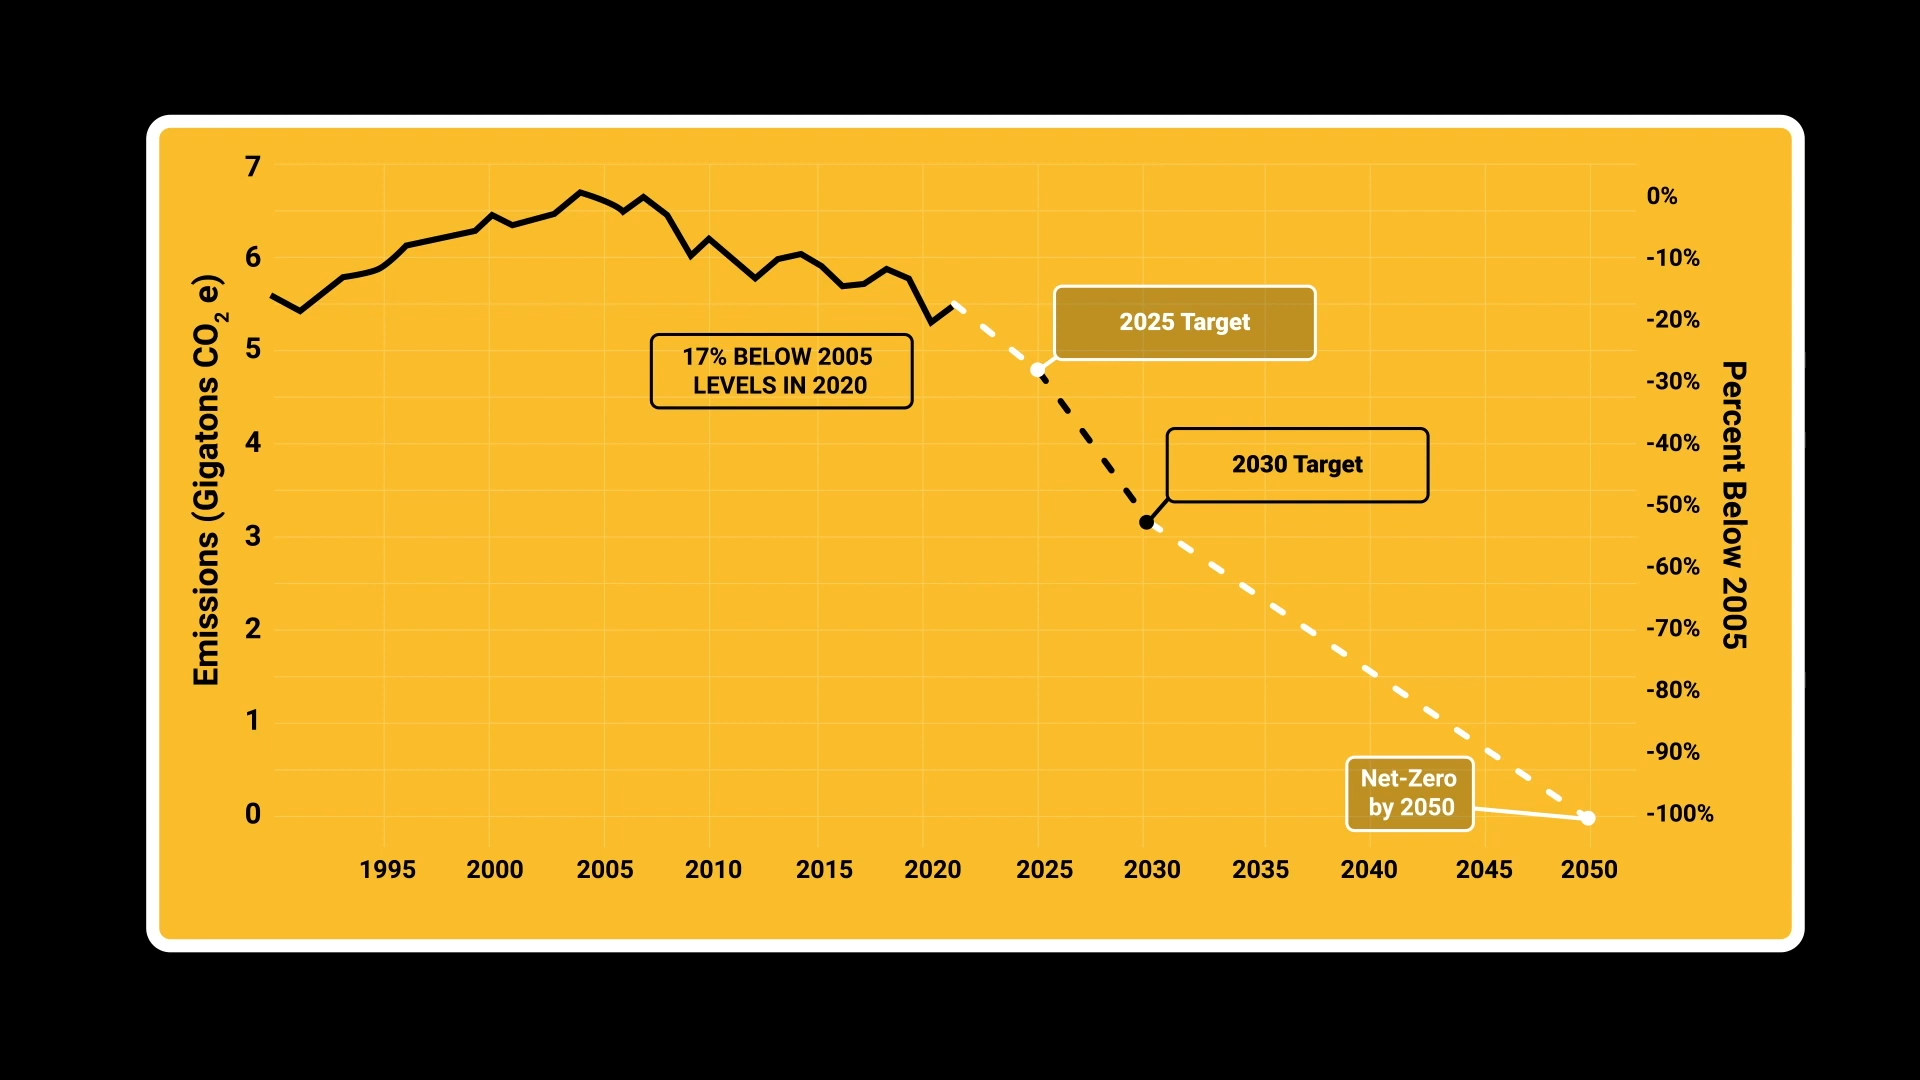 7
6
5
4
3
2
1
0
Emissions (Gigatons CO2 e)
17% BELOW 2005
LEVELS IN 2020
2025 Target
2030 Target
Net-Zero
by 2050
0%
-10%
-20%
-30%
-40%
-50%
-60%
-70%
-80%
-90%
-100%
Percent Below 2005
1995 2000 2005 2010 2015 2020 2025 2030 2035 2040 2045 2050